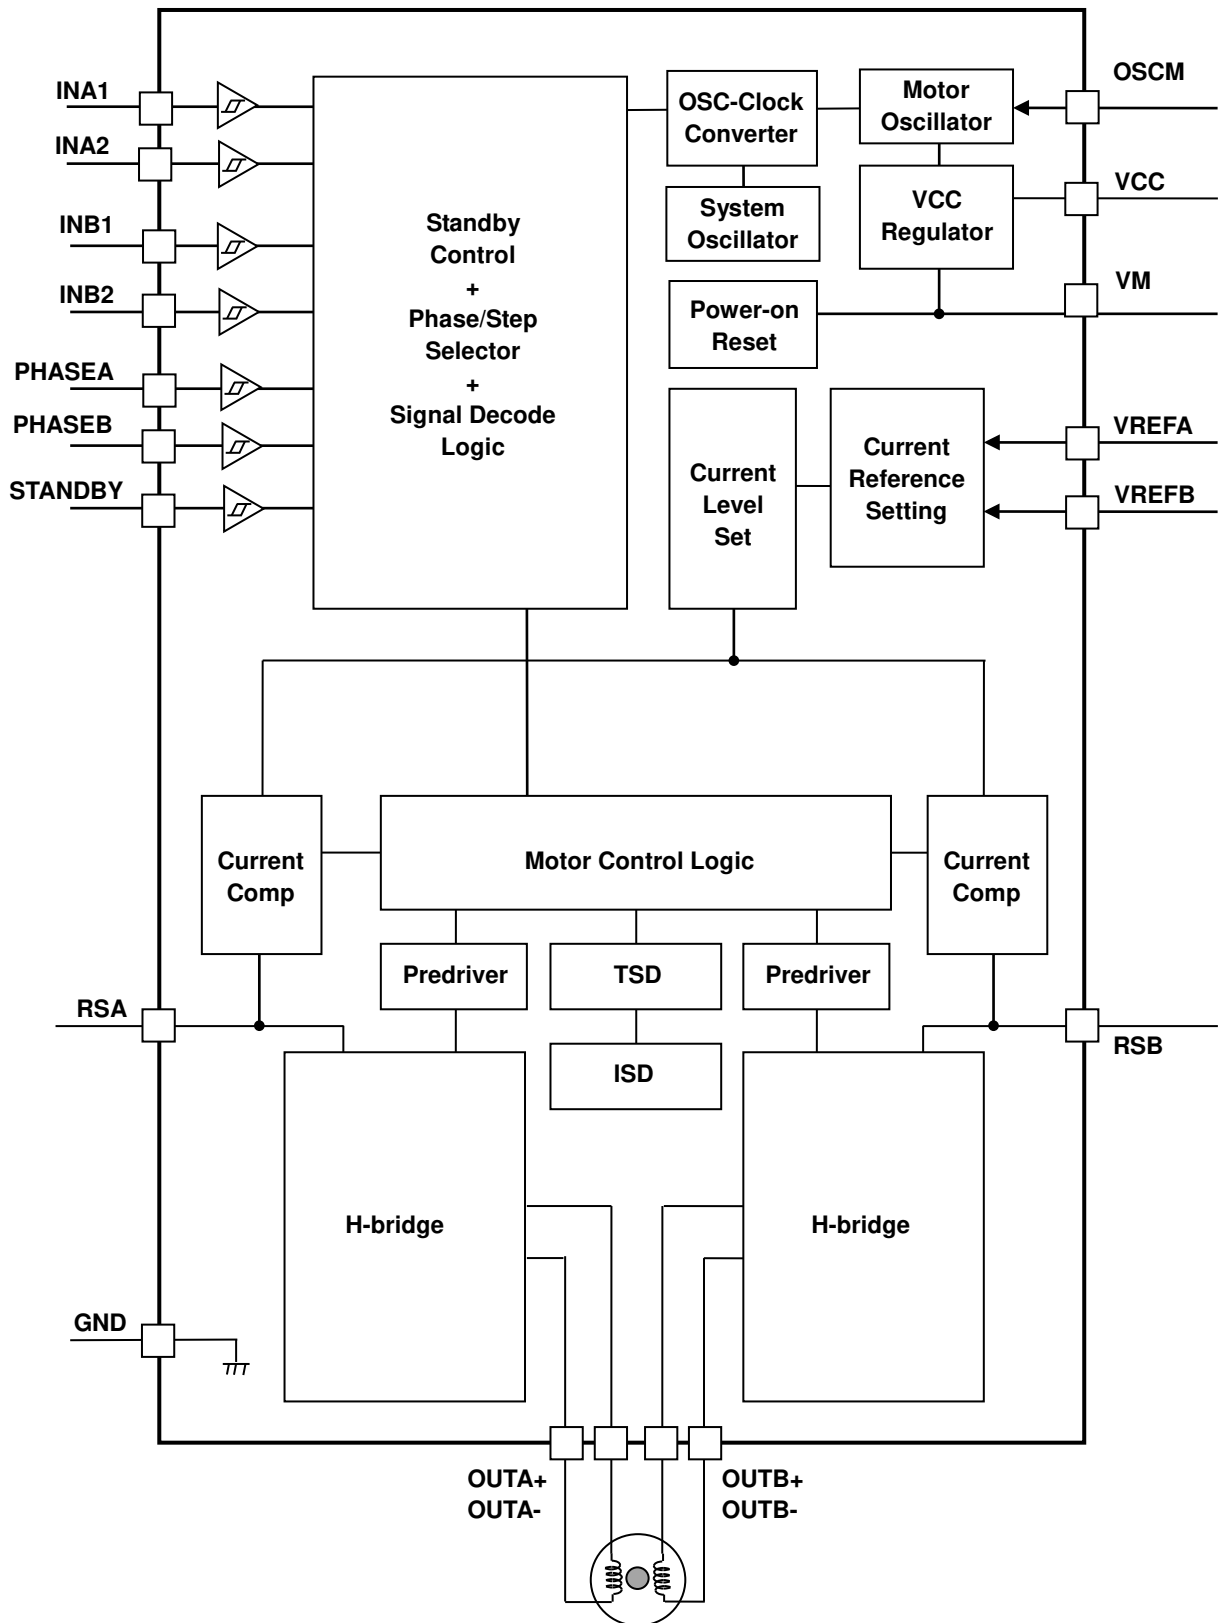 INA1
INA2
INB1
INB2
PHASEA
PHASEB
STANDBY
Standby
Control
+
Phase/Step
Selector
+
Signal Decode
Logic
OSC-Clock
Converter
Motor
Oscillator
System
Oscillator
VCC
Regulator
Power-on
Reset
Current
Level
Set
Current
Reference
Setting
OSCM
VCC
VM
VREFA
VREFB
Current
Comp
Motor Control Logic
Current
Comp
Predriver
TSD
Predriver
RSA
ISD
RSB
H-bridge
H-bridge
GND
OUTA+
OUTA-
OUTB+
OUTB-